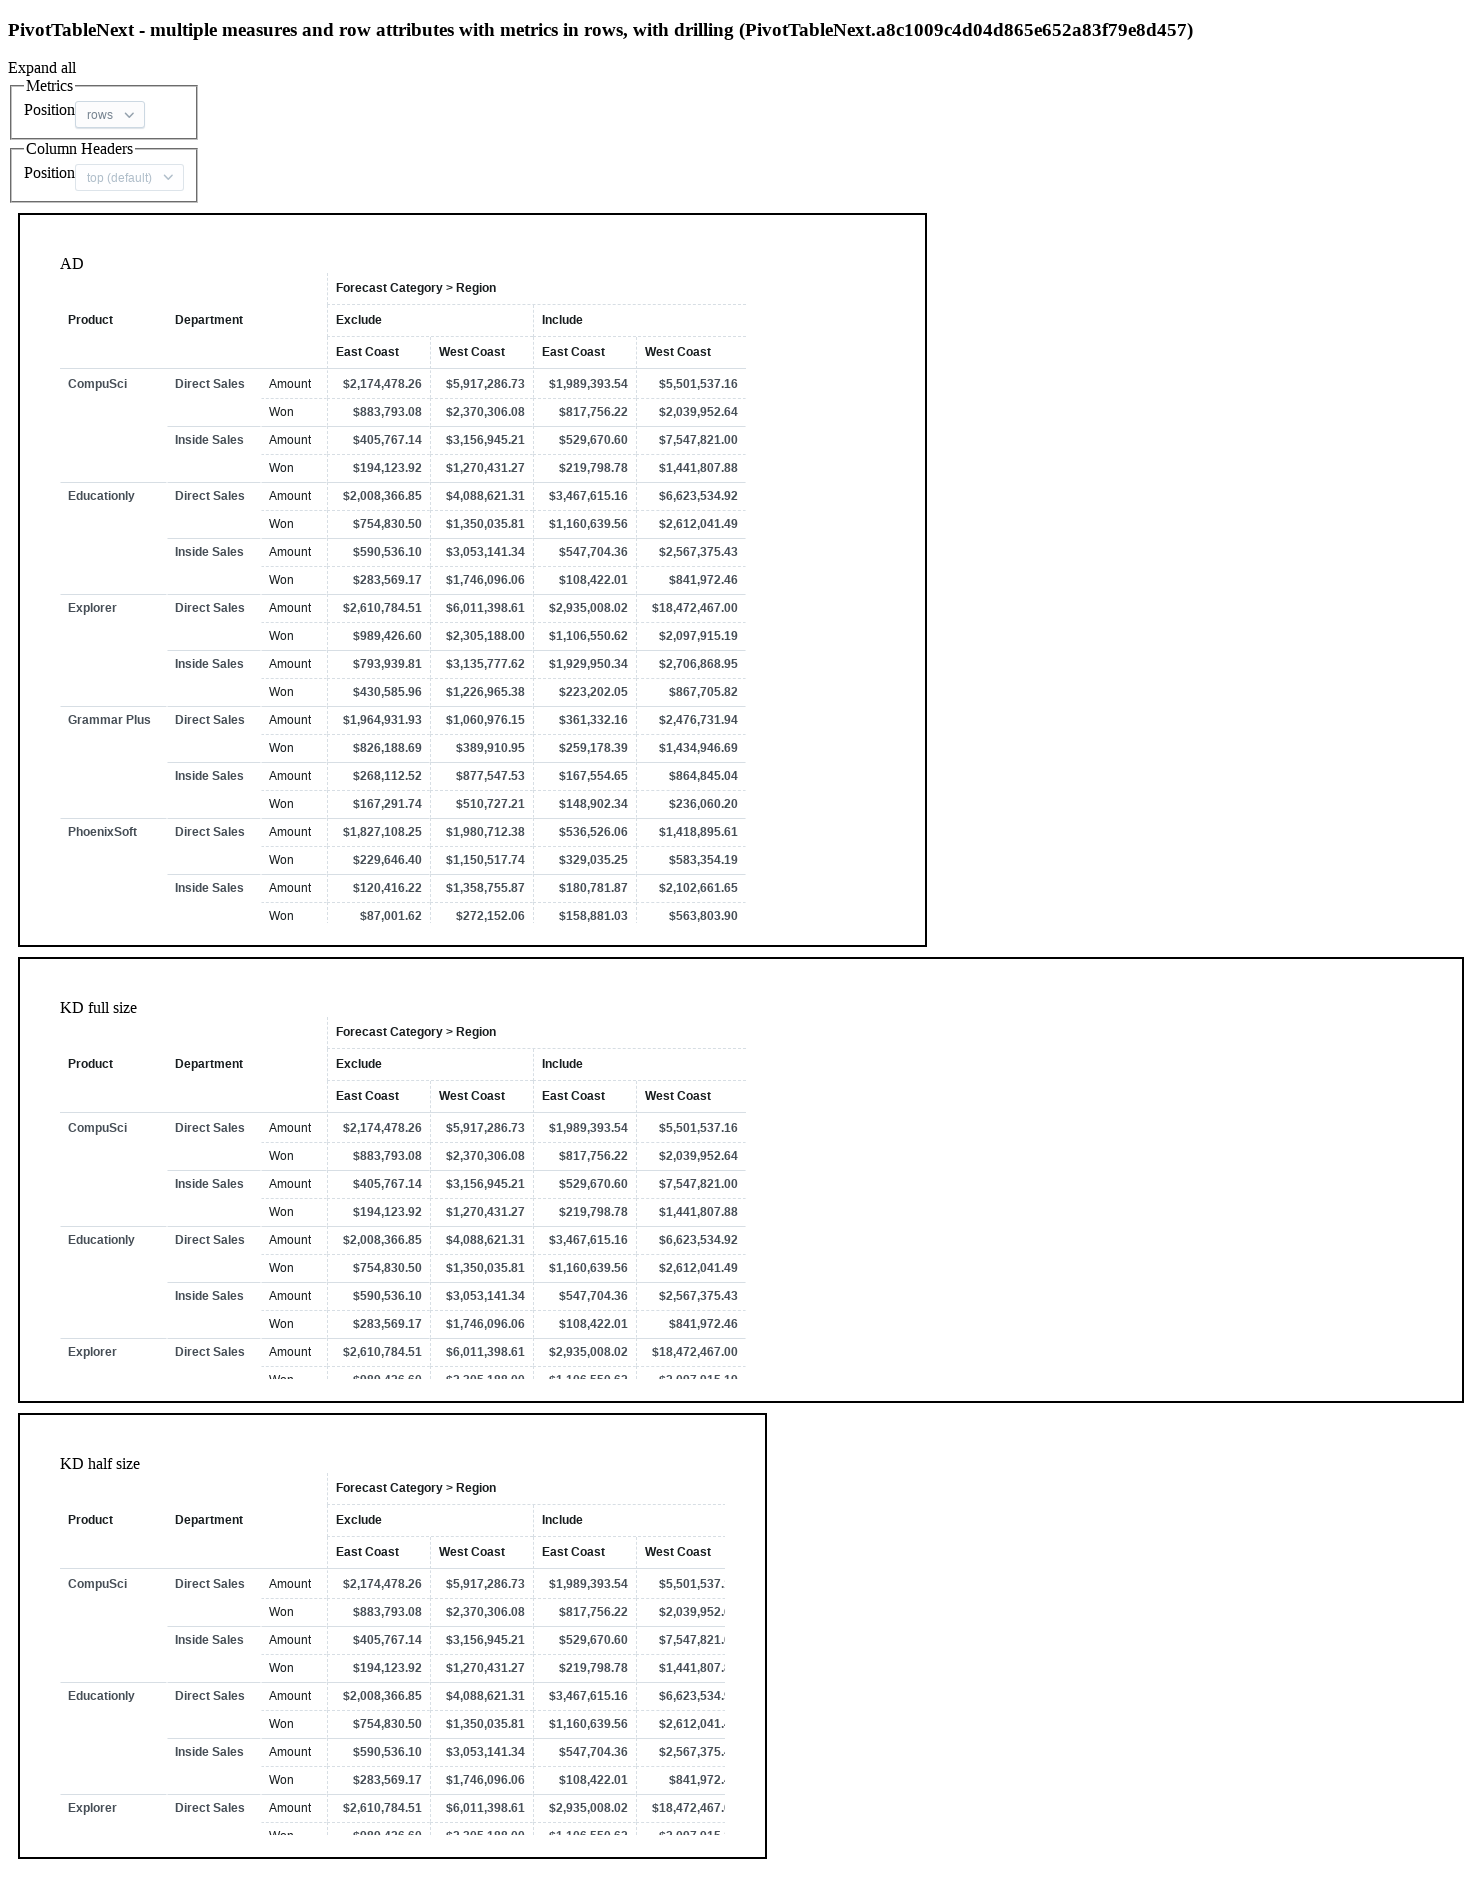 PivotTableNext - multiple measures and row attributes with metrics in rows, with drilling (PivotTableNext.a8c1009c4d04d865e652a83f79e8d457)
Expand all
Metrics
Position rows
Column Headers
Position top (default)
AD
Forecast Category > Region
Product Department Exclude Include
East Coast West Coast East Coast West Coast
CompuSci Direct Sales Amount $2,174,478.26 $5,917,286.73 $1,989,393.54 $5,501,537.16
Won $883,793.08 $2,370,306.08 $817,756.22 $2,039,952.64
Inside Sales Amount $405,767.14 $3,156,945.21 $529,670.60 $7,547,821.00
Won $194,123.92 $1,270,431.27 $219,798.78 $1,441,807.88
Educationly Direct Sales Amount $2,008,366.85 $4,088,621.31 $3,467,615.16 $6,623,534.92
Won $754,830.50 $1,350,035.81 $1,160,639.56 $2,612,041.49
Inside Sales Amount $590,536.10 $3,053,141.34 $547,704.36 $2,567,375.43
Won $283,569.17 $1,746,096.06 $108,422.01 $841,972.46
Explorer Direct Sales Amount $2,610,784.51 $6,011,398.61 $2,935,008.02 $18,472,467.00
Won $989,426.60 $2,305,188.00 $1,106,550.62 $2,097,915.19
Inside Sales Amount $793,939.81 $3,135,777.62 $1,929,950.34 $2,706,868.95
Won $430,585.96 $1,226,965.38 $223,202.05 $867,705.82
Grammar Plus Direct Sales Amount $1,964,931.93 $1,060,976.15 $361,332.16 $2,476,731.94
Won $826,188.69 $389,910.95 $259,178.39 $1,434,946.69
Inside Sales Amount $268,112.52 $877,547.53 $167,554.65 $864,845.04
Won $167,291.74 $510,727.21 $148,902.34 $236,060.20
PhoenixSoft Direct Sales Amount $1,827,108.25 $1,980,712.38 $536,526.06 $1,418,895.61
Won $229,646.40 $1,150,517.74 $329,035.25 $583,354.19
Inside Sales Amount $120,416.22 $1,358,755.87 $180,781.87 $2,102,661.65
Won $87,001.62 $272,152.06 $158,881.03 $563,803.90
KD full size
Forecast Category > Region
Product Department Exclude Include
East Coast West Coast East Coast West Coast
CompuSci Direct Sales Amount $2,174,478.26 $5,917,286.73 $1,989,393.54 $5,501,537.16
Won $883,793.08 $2,370,306.08 $817,756.22 $2,039,952.64
Inside Sales Amount $405,767.14 $3,156,945.21 $529,670.60 $7,547,821.00
Won $194,123.92 $1,270,431.27 $219,798.78 $1,441,807.88
Educationly Direct Sales Amount $2,008,366.85 $4,088,621.31 $3,467,615.16 $6,623,534.92
Won $754,830.50 $1,350,035.81 $1,160,639.56 $2,612,041.49
Inside Sales Amount $590,536.10 $3,053,141.34 $547,704.36 $2,567,375.43
Won $283,569.17 $1,746,096.06 $108,422.01 $841,972.46
Explorer Direct Sales Amount $2,610,784.51 $6,011,398.61 $2,935,008.02 $18,472,467.00
KD half size
Forecast Category > Region
Product Department Exclude Include
East Coast West Coast East Coast West Coast
CompuSci Direct Sales Amount $2,174,478.26 $5,917,286.73 $1,989,393.54 $5,501,537.
Won $883,793.08 $2,370,306.08 $817,756.22 $2,039,952.
Inside Sales Amount $405,767.14 $3,156,945.21 $529,670.60 $7,547,821.
Won $194,123.92 $1,270,431.27 $219,798.78 $1,441,807.
Educationly Direct Sales Amount $2,008,366.85 $4,088,621.31 $3,467,615.16 $6,623,534.
Won $754,830.50 $1,350,035.81 $1,160,639.56 $2,612,041.
Inside Sales Amount $590,536.10 $3,053,141.34 $547,704.36 $2,567,375.
Won $283,569.17 $1,746,096.06 $108,422.01 $841,972.
Explorer Direct Sales Amount $2,610,784.51 $6,011,398.61 $2,935,008.02 $18,472,467.